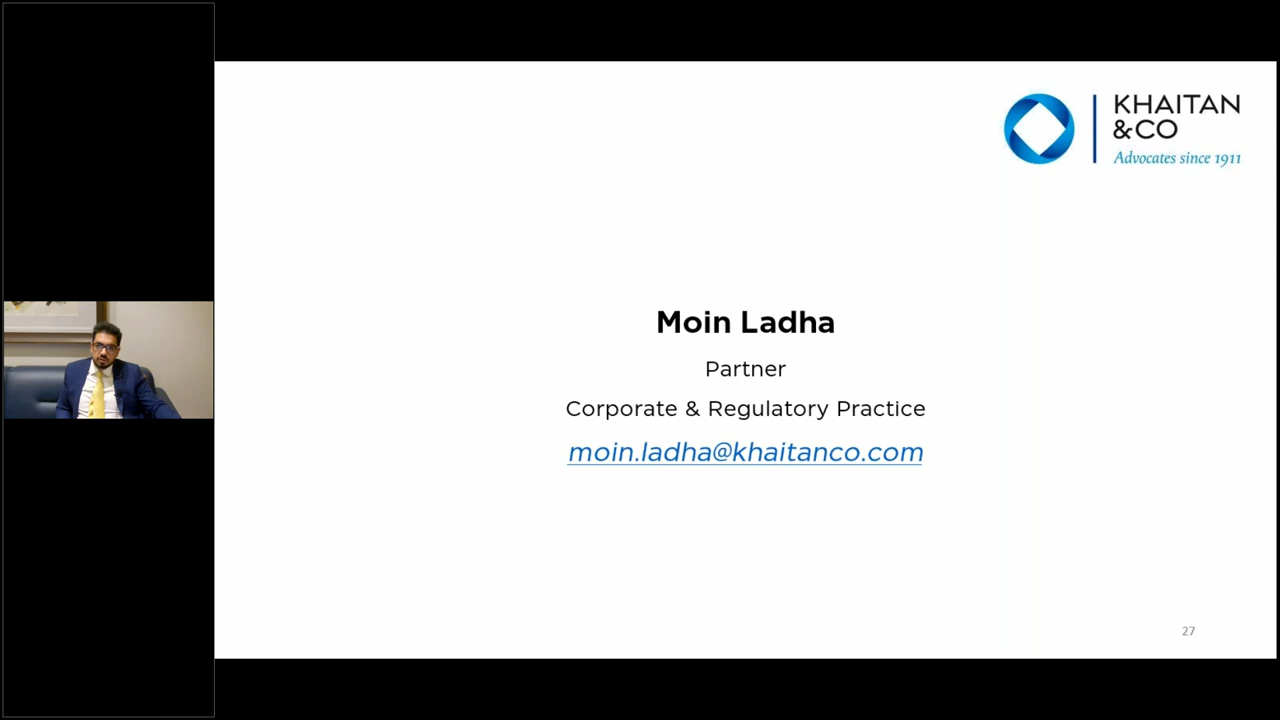 KHAITAN
&CO
Advocates since 1911
Moin Ladha
Partner
Corporate & Regulatory Practice
moin.ladha@khaitanco.com
27